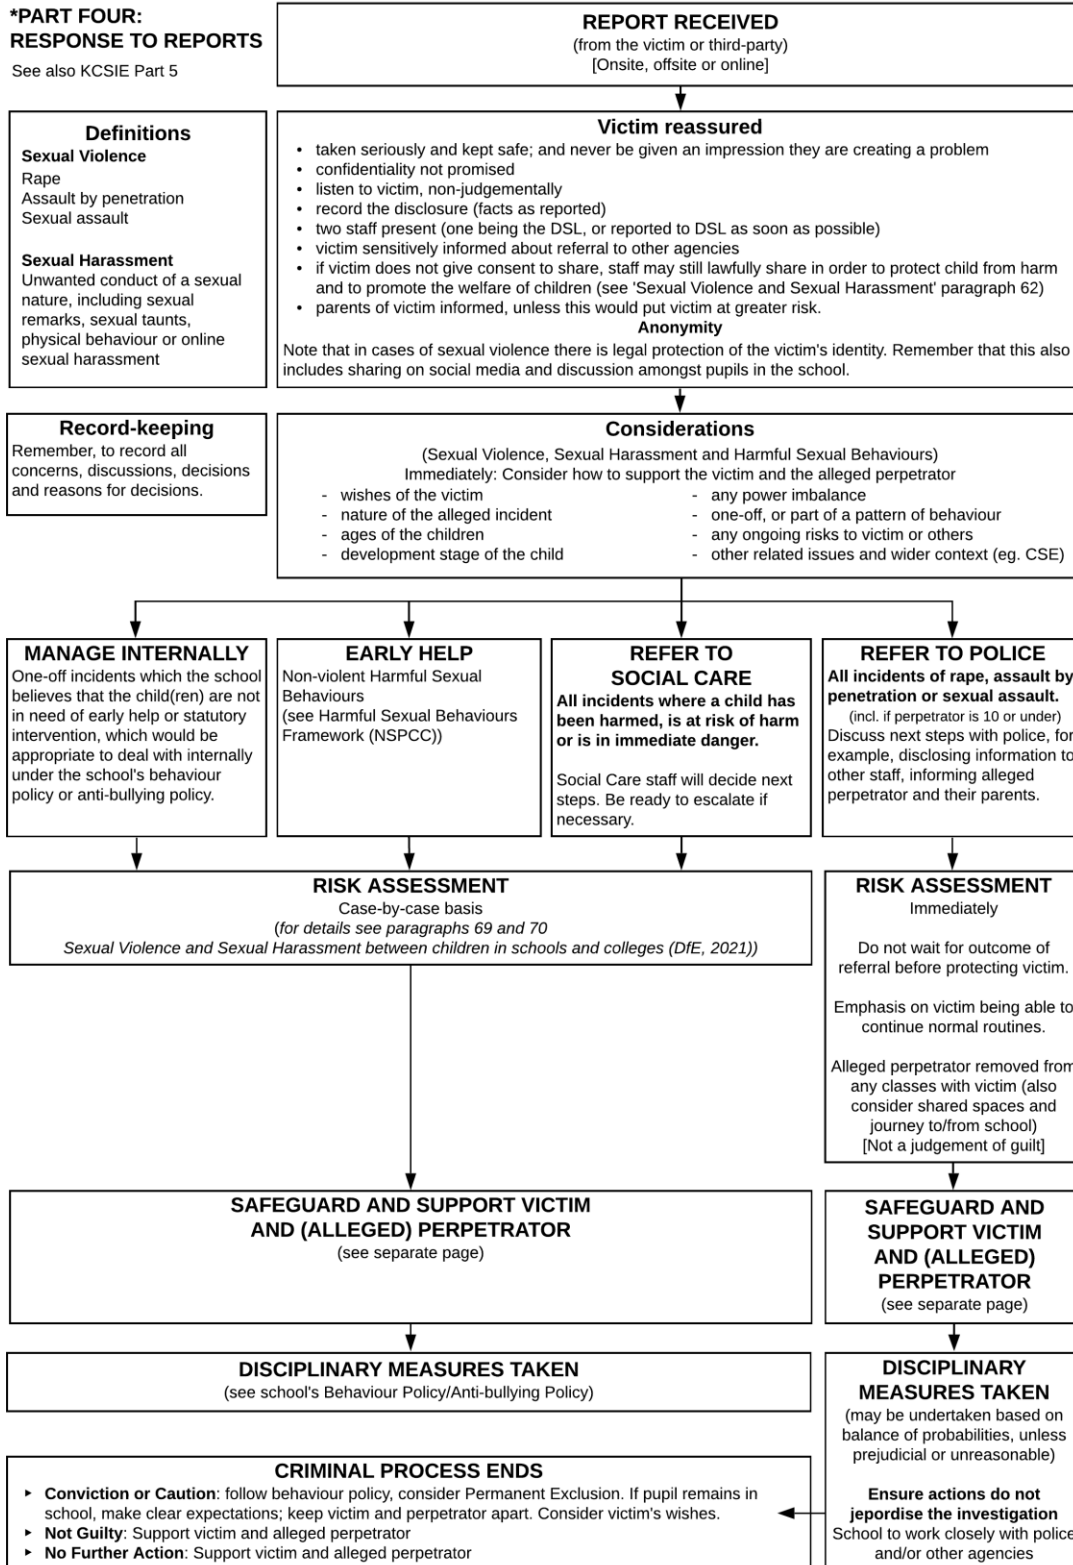 *PART FOUR:
RESPONSE TO REPORTS
See also KCSIE Part 5
REPORT RECEIVED
(from the victim or third-party)
[Onsite, offsite or online]
Definitions
Sexual Violence
Rape
Assault by penetration
Sexual assault
Sexual Harassment
Unwanted conduct of a sexual
nature, including sexual
remarks, sexual taunts,
physical behaviour or online
sexual harassment
Victim reassured
• taken seriously and kept safe; and never be given an impression they are creating a problem
• confidentiality not promised
• listen to victim, non-judgementally
• record the disclosure (facts as reported)
• two staff present (one being the DSL, or reported to DSL as soon as possible)
• victim sensitively informed about referral to other agencies
• if victim does not give consent to share, staff may still lawfully share in order to protect child from harm
and to promote the welfare of children (see 'Sexual Violence and Sexual Harassment' paragraph 62)
• parents of victim informed, unless this would put victim at greater risk.
Anonymity
Note that in cases of sexual violence there is legal protection of the victim's identity. Remember that this also
includes sharing on social media and discussion amongst pupils in the school.
Record-keeping
Remember, to record all
concerns, discussions, decisions
and reasons for decisions.
Considerations
(Sexual Violence, Sexual Harassment and Harmful Sexual Behaviours)
Immediately: Consider how to support the victim and the alleged perpetrator
- wishes of the victim
- nature of the alleged incident
- ages of the children
- development stage of the child
- any power imbalance
- one-off, or part of a pattern of behaviour
- any ongoing risks to victim or others
- other related issues and wider context (eg. CSE)
MANAGE INTERNALLY
One-off incidents which the school
believes that the child(ren) are not
in need of early help or statutory
intervention, which would be
appropriate to deal with internally
under the school's behaviour
policy or anti-bullying policy.
EARLY HELP
Non-violent Harmful Sexual
Behaviours
(see Harmful Sexual Behaviours
Framework (NSPCC))
REFER TO
SOCIAL CARE
All incidents where a child has
been harmed, is at risk of harm
or is in immediate danger.
Social Care staff will decide next
steps. Be ready to escalate if
necessary.
REFER TO POLICE
All incidents of rape, assault by
penetration or sexual assault.
(incl. if perpetrator is 10 or under)
Discuss next steps with police, for
example, disclosing information to
other staff, informing alleged
perpetrator and their parents.
RISK ASSESSMENT
Case-by-case basis
(for details see paragraphs 69 and 70
Sexual Violence and Sexual Harassment between children in schools and colleges (DfE, 2021))
RISK ASSESSMENT
Immediately
Do not wait for outcome of
referral before protecting victim.
Emphasis on victim being able to
continue normal routines.
Alleged perpetrator removed from
any classes with victim (also
consider shared spaces and
journey to/from school)
[Not a judgement of guilt]
SAFEGUARD AND SUPPORT VICTIM
AND (ALLEGED) PERPETRATOR
(see separate page)
SAFEGUARD AND
SUPPORT VICTIM
AND (ALLEGED)
PERPETRATOR
(see separate page)
DISCIPLINARY MEASURES TAKEN
(see school's Behaviour Policy/Anti-bullying Policy)
DISCIPLINARY
MEASURES TAKEN
(may be undertaken based on
balance of probabilities, unless
prejudicial or unreasonable)
Ensure actions do not
jepordise the investigation
School to work closely with police
and/or other agencies
CRIMINAL PROCESS ENDS
▸ Conviction or Caution: follow behaviour policy, consider Permanent Exclusion. If pupil remains in
school, make clear expectations; keep victim and perpetrator apart. Consider victim's wishes.
▸ Not Guilty: Support victim and alleged perpetrator
▸ No Further Action: Support victim and alleged perpetrator